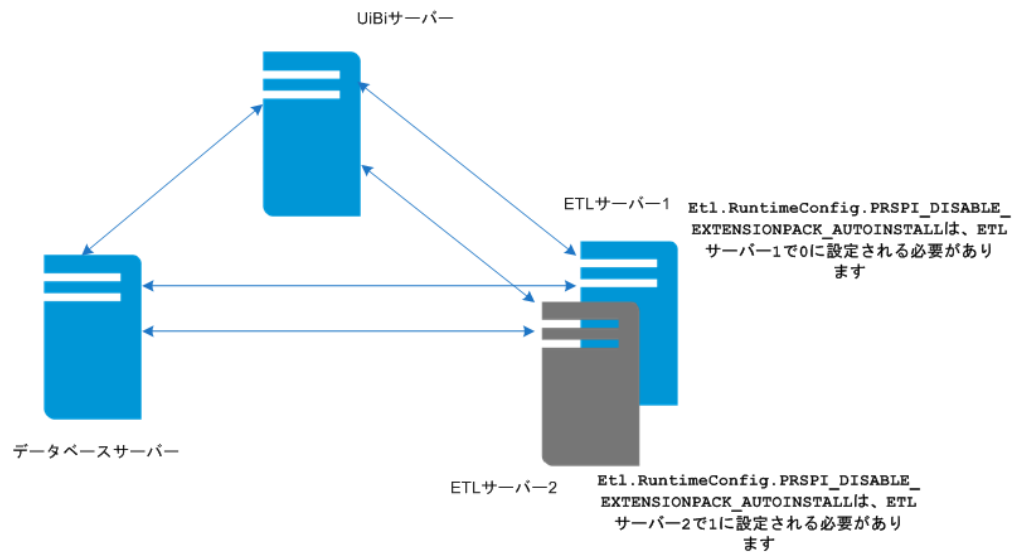 UiBiサーバー
ETLサーバー1
Etl.RuntimeConfig.PRSPI_DISABLE_
EXTENSIONPACK_AUTOINSTALLは、ETL
サーバー1で0に設定される必要があり
ます
データベースサーバー
ETLサーバー2
Etl.RuntimeConfig.PRSPI_DISABLE_
EXTENSIONPACK_AUTOINSTALLは、ETL
サーバー2で1に設定される必要があり
ます